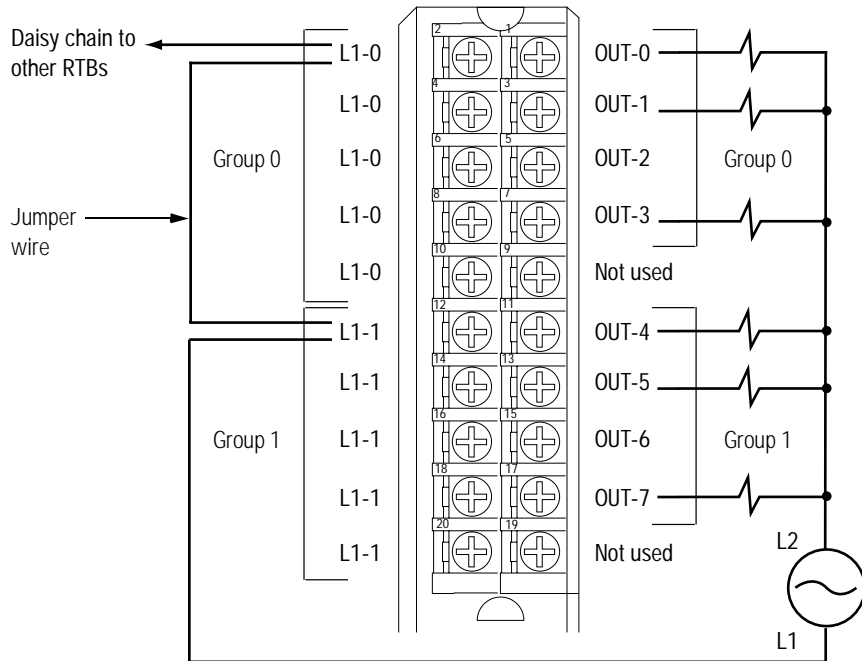 Daisy chain to
other RTBs
Jumper
wire
Group 0
Group 1
L1-0
L1-0
L1-0
L1-0
L1-0
L1-1
L1-1
L1-1
L1-1
L1-1
2 1
4 3
6 5
8 7
10 9
12 11
14 13
16 15
18 17
20 19
OUT-0
OUT-1
OUT-2
OUT-3
Not used
OUT-4
OUT-5
OUT-6
OUT-7
Not used
Group 0
Group 1
L2
L1